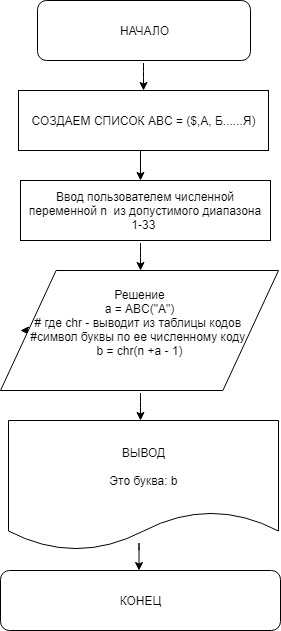 НАЧАЛО
СОЗДАЕМ СПИСОК ABC = ($,А, Б......Я)
Ввод пользователем численной
переменной n из допустимого диапазона
1-33
Решение
a = ABC("А")
# где chr - выводит из таблицы кодов
#символ буквы по ее численному коду
b = chr(n +a - 1)
ВЫВОД
Это буква: b
КОНЕЦ